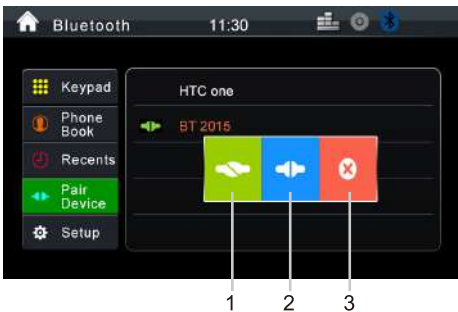 Bluetooth 11:30
Keypad
HTC one
Phone
Book
BT 2015
Recents
Pair
Device
Setup
1 2 3